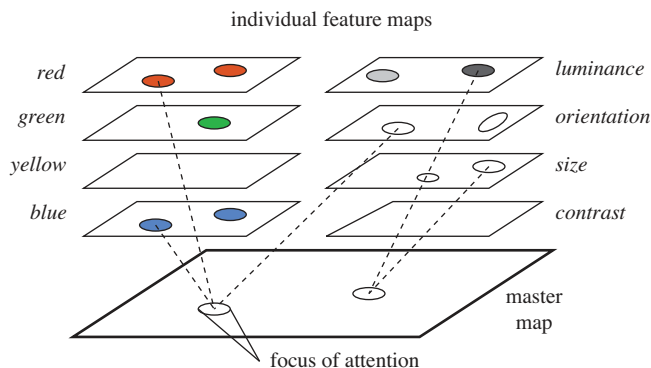 individual feature maps
red
luminance
green
orientation
yellow
size
blue
contrast
master
map
focus of attention